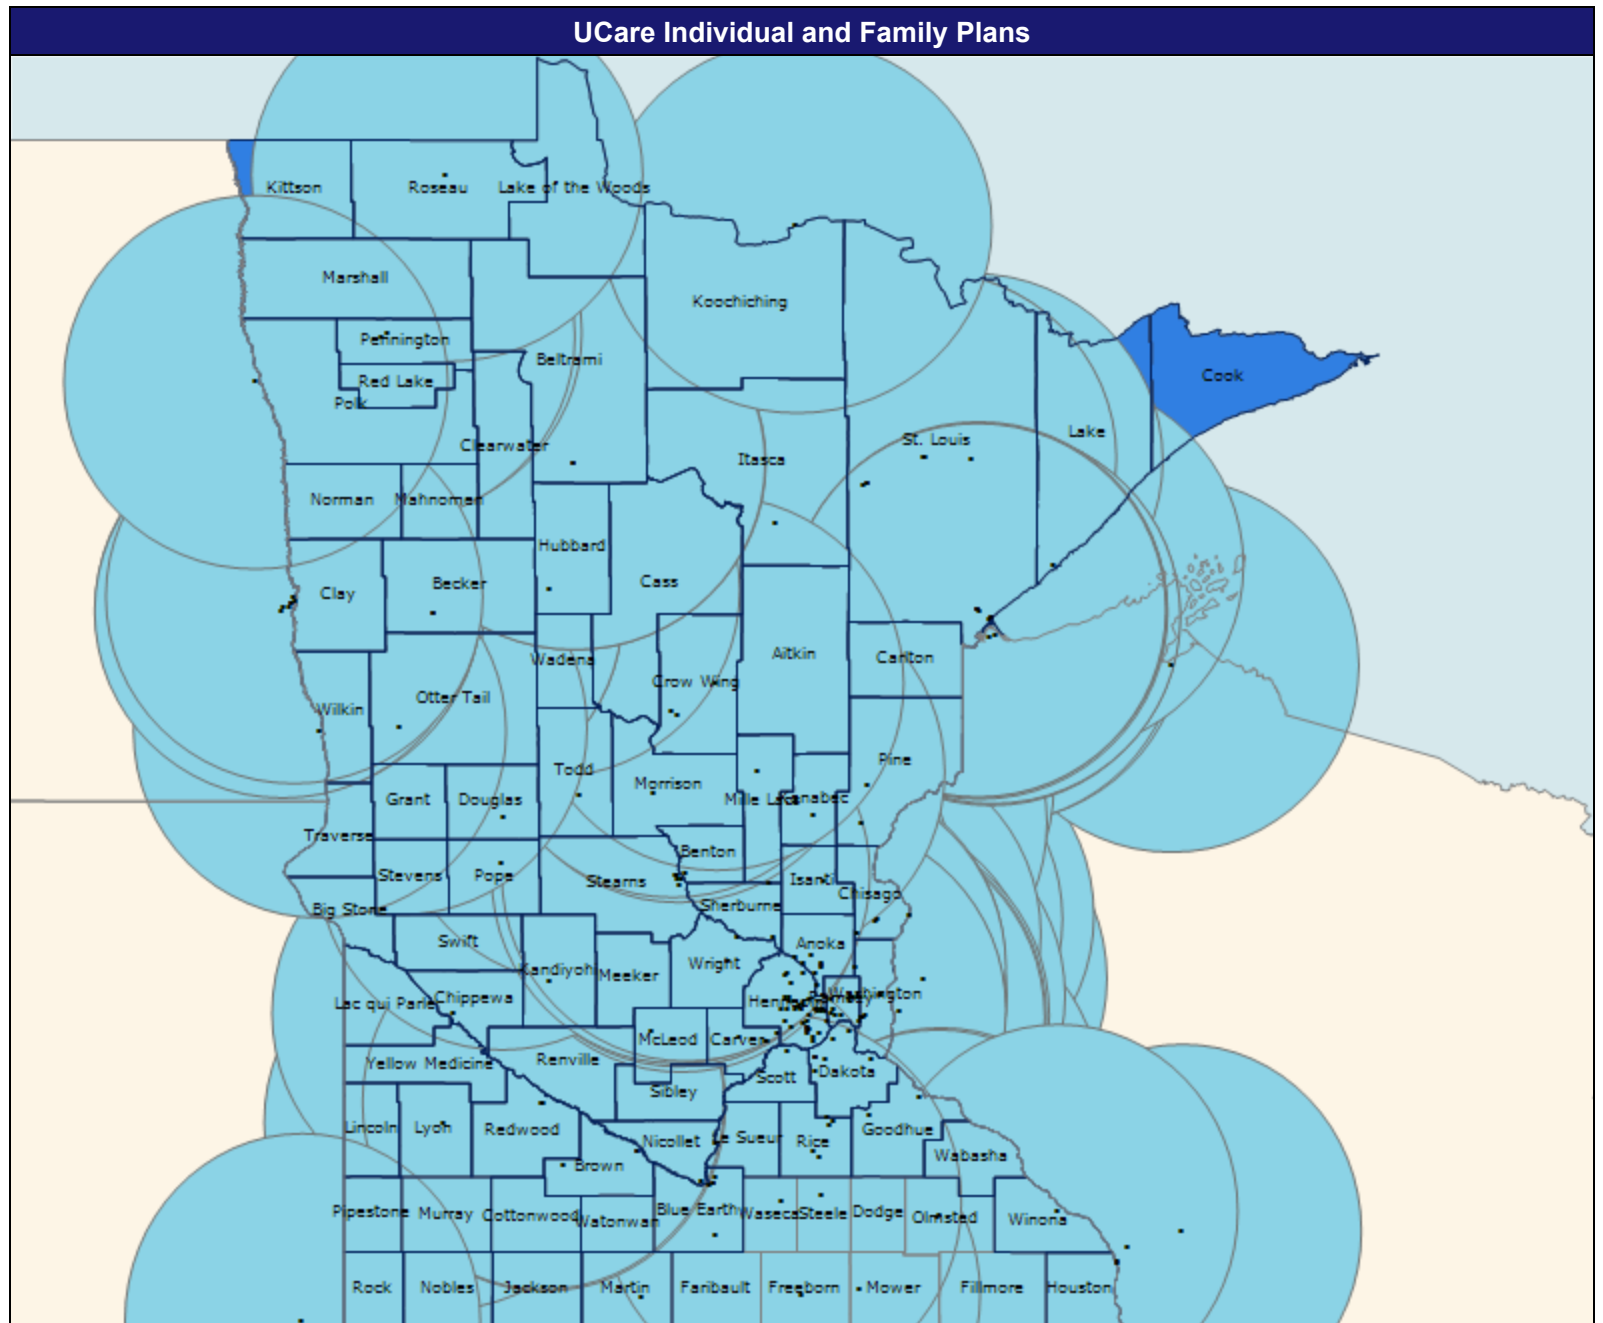 UCare Individual and Family Plans
Kittson
Roseau
Lake of the Woods
Marshall
Koochiching
Pennington
Beltrami
Red Lake
Polk
Cook
Clearwater
Itasca
St. Louis
Lake
Norman
Mahnomen
Hubbard
Clay
Becker
Cass
Wadena
Aitkin
Carlton
Crow Wing
Otter Tail
Wilkin
Pine
Todd
Morrison
Grant
Douglas
Mille Lacs
Kanabec
Traverse
Benton
Stevens
Pope
Stearns
Isanti
Chisago
Big Stone
Sherburne
Swift
Anoka
Kandiyohi
Meeker
Wright
Lac qui Parle
Chippewa
Hennepin
Ramsey
Washington
McLeod
Carver
Yellow Medicine
Renville
Scott
Dakota
Sibley
Lincoln
Lyon
Redwood
Nicollet
Le Sueur
Rice
Goodhue
Wabasha
Brown
Pipestone
Murray
Cottonwood
Watonwan
Blue Earth
Waseca
Steele
Dodge
Olmsted
Winona
Rock
Nobles
Jackson
Martin
Faribault
Freeborn
Mower
Fillmore
Houston